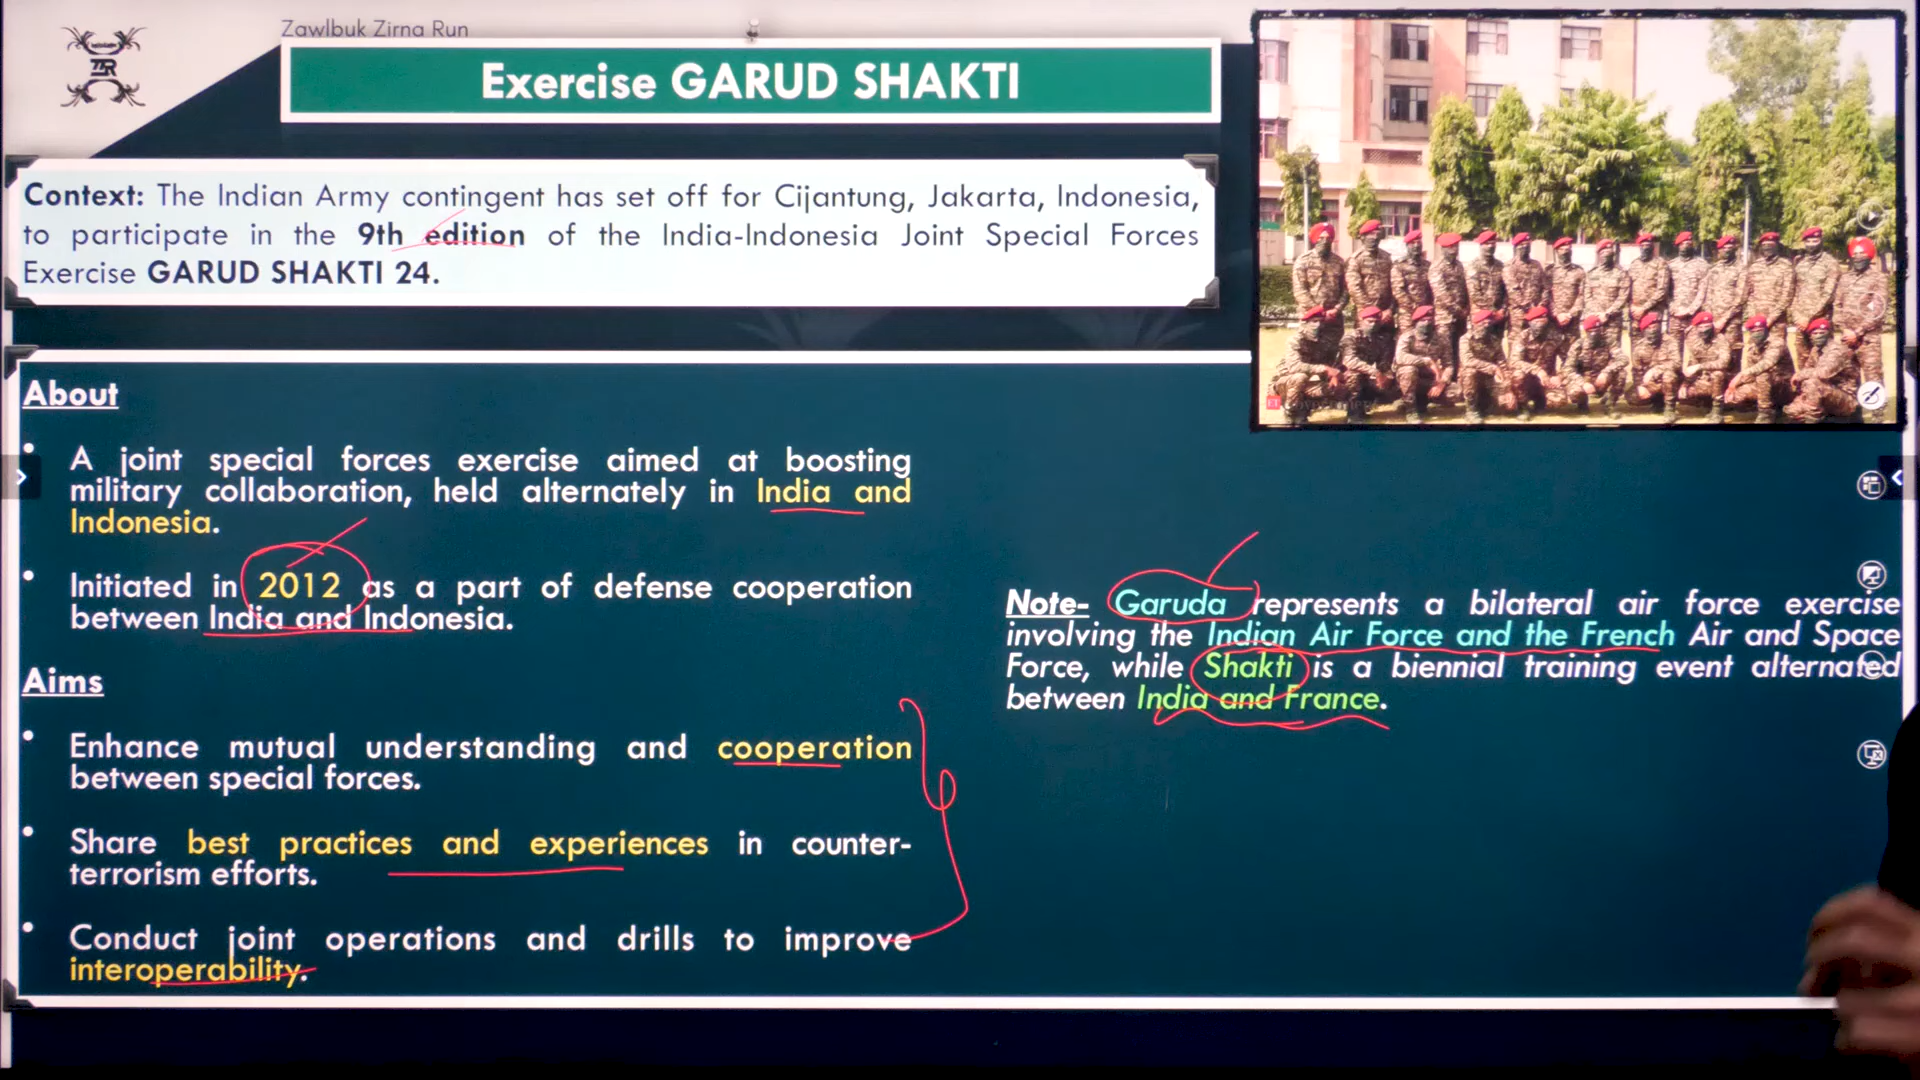 Zawlbuk Zirna Run
Exercise GARUD SHAKTI
Context: The Indian Army contingent has set off for Cijantung, Jakarta, Indonesia,
to participate in the 9th edition of the India-Indonesia Joint Special Forces
Exercise GARUD SHAKTI 24.
About
• A joint special forces exercise aimed at boosting
military collaboration, held alternately in India and
Indonesia.
• Initiated in 2012 as a part of defense cooperation
between India and Indonesia.
Aims
• Enhance mutual understanding and cooperation
between special forces.
• Share best practices and experiences in counter-
terrorism efforts.
• Conduct joint operations and drills to improve
interoperability.
Note- Garuda represents a bilateral air force exercise
involving the Indian Air Force and the French Air and Space
Force, while Shakti is a biennial training event alternated
between India and France.